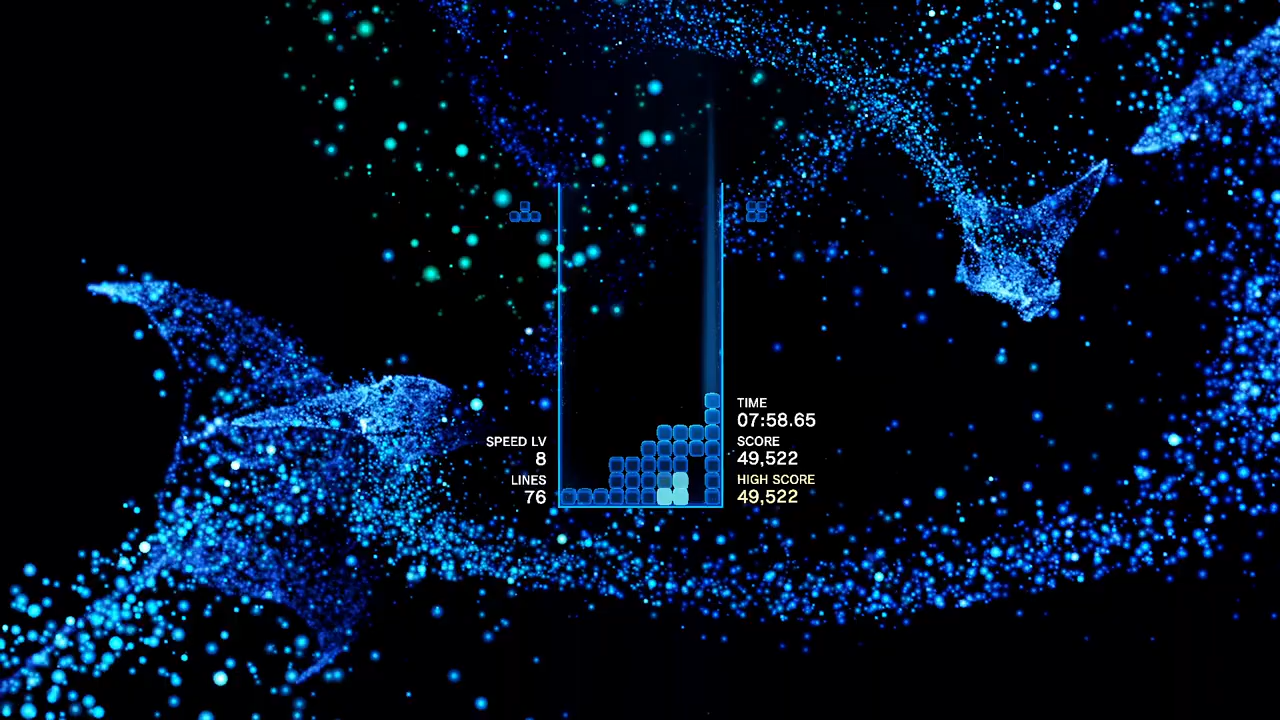 SPEED LV
8
LINES
76
TIME
07:58.65
SCORE
49,522
HIGH SCORE
49,522